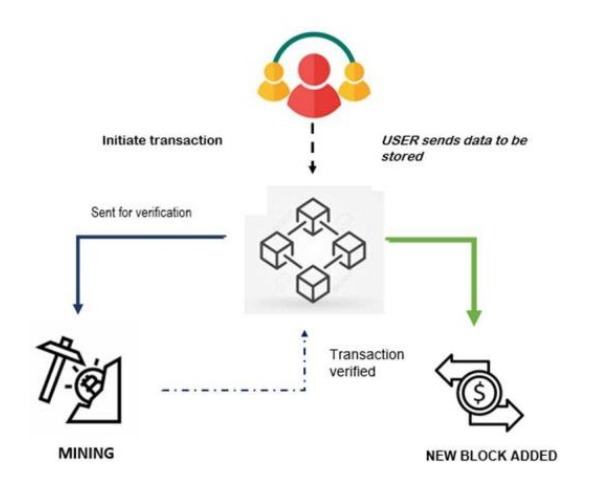 Initiate transaction
USER sends data to be
stored
Sent for verification
Transaction
verified
MINING
NEW BLOCK ADDED